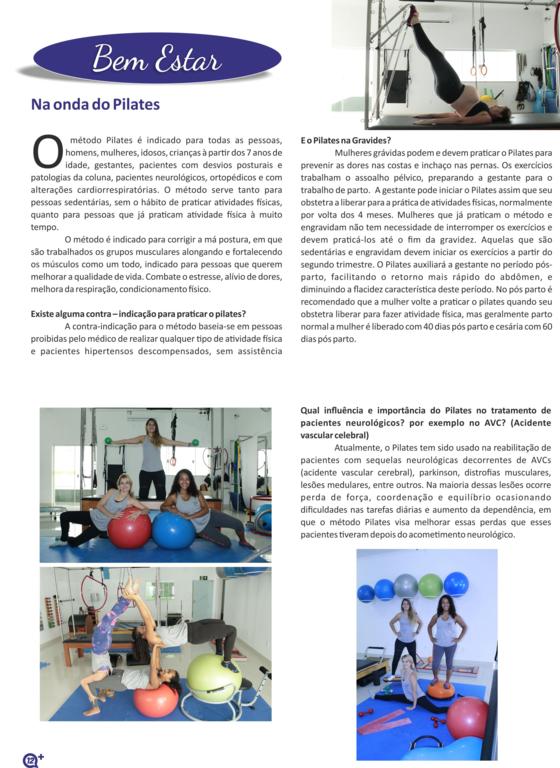 Bem Estar
Na onda do Pilates
O método Pilates é indicado para todas as pessoas,
homens, mulheres, idosos, crianças à partir dos 7 anos de
idade, gestantes, pacientes com desvios posturais e
patologias da coluna, pacientes neurológicos, ortopédicos e com
alterações cardiorrespiratórias. O método serve tanto para
pessoas sedentárias, sem o hábito de praticar atividades físicas,
quanto para pessoas que já praticam atividade física à muito
tempo.
O método é indicado para corrigir a má postura, em que
são trabalhados os grupos musculares alongando e fortalecendo
os músculos como um todo, indicado para pessoas que querem
melhorar a qualidade de vida. Combate o estresse, alívio de dores,
melhora da respiração, condicionamento físico.
Existe alguma contra – indicação para praticar o pilates?
A contra-indicação para o método baseia-se em pessoas
proibidas pelo médico de realizar qualquer tipo de atividade física
e pacientes hipertensos descompensados, sem assistência
E o Pilates na Gravides?
Mulheres grávidas podem e devem praticar o Pilates para
prevenir as dores nas costas e inchaço nas pernas. Os exercícios
trabalham o assoalho pélvico, preparando a gestante para o
trabalho de parto. A gestante pode iniciar o Pilates assim que seu
obstetra a liberar para a prática de atividades físicas, normalmente
por volta dos 4 meses. Mulheres que já praticam o método e
engravidam não tem necessidade de interromper os exercícios e
devem praticá-los até o fim da gravidez. Aquelas que são
sedentárias e engravidam devem iniciar os exercícios a partir do
segundo trimestre. O Pilates auxiliará a gestante no período pós-
parto, facilitando o retorno mais rápido do abdômen, e
diminuindo a flacidez característica deste período. No pós parto é
recomendado que a mulher volte a praticar o pilates quando seu
obstetra liberar para fazer atividade física, mas geralmente parto
normal a mulher é liberado com 40 dias pós parto e cesária com 60
dias pós parto.
Qual influência e importância do Pilates no tratamento de
pacientes neurológicos? por exemplo no AVC? (Acidente
vascular celebral)
Atualmente, o Pilates tem sido usado na reabilitação de
pacientes com sequelas neurológicas decorrentes de AVCs
(acidente vascular cerebral), parkinson, distrofias musculares,
lesões medulares, entre outros. Na maioria dessas lesões ocorre
perda de força, coordenação e equilíbrio ocasionando
dificuldades nas tarefas diárias e aumento da dependência, em
que o método Pilates visa melhorar essas perdas que esses
pacientes tiveram depois do acometimento neurológico.
12